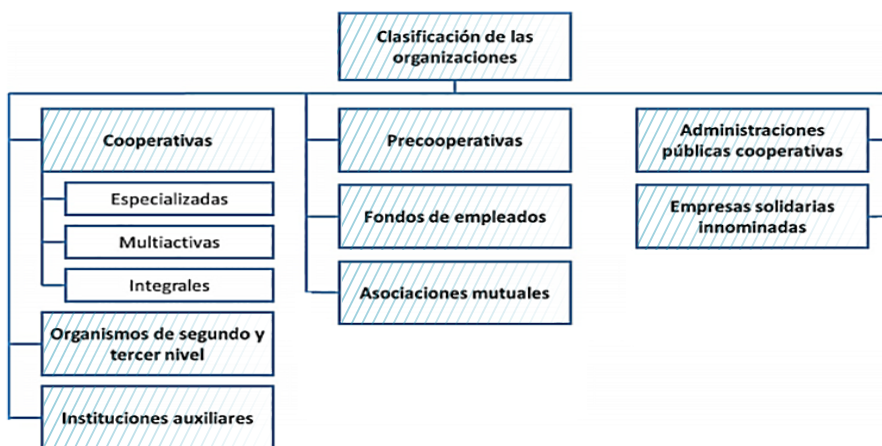 Clasificación de las
organizaciones
Cooperativas
Especializadas
Multiactivas
Integrales
Organismos de segundo y
tercer nivel
Instituciones auxiliares
Precooperativas
Fondos de empleados
Asociaciones mutuales
Administraciones
públicas cooperativas
Empresas solidarias
innominadas